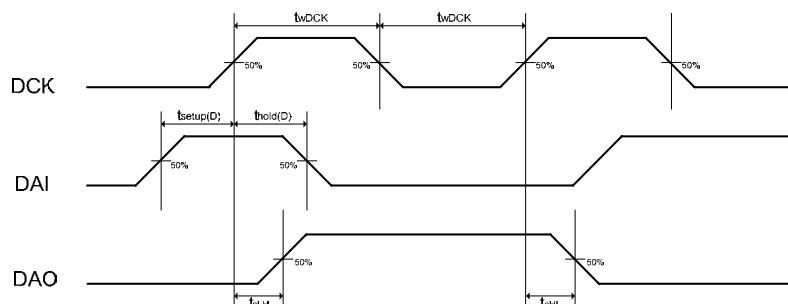 twDCK twDCK
50% 50% 50% 50%
DCK
tsetup(D) thold(D)
50% 50%
DAI
50% 50%
DAO